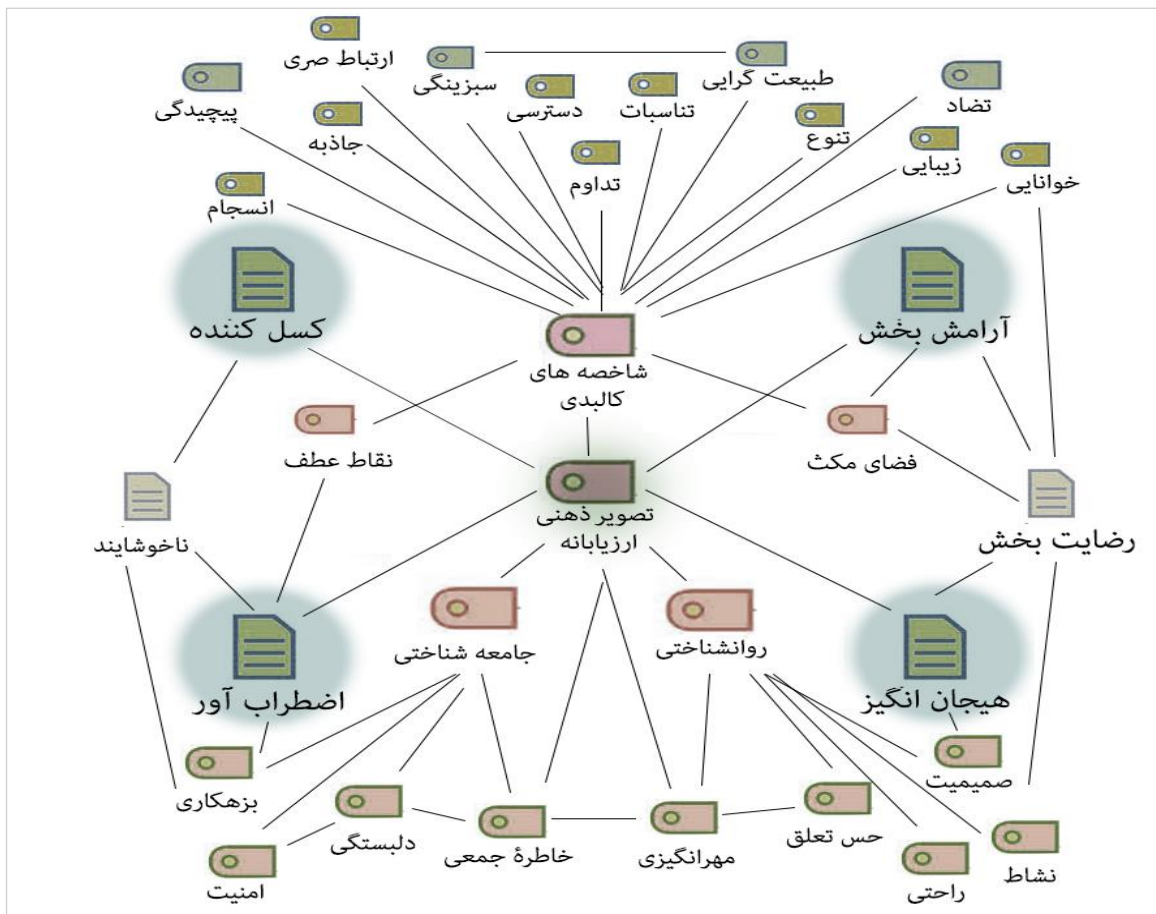 ارتباط صری
سبزینگی
طبیعت گرایی
تضاد
پیچیدگی
دسترسی
تناسبات
جاذبه
تنوع
زیبایی
تداوم
خوانایی
انسجام
کسل کننده
آرامش بخش
شاخصه های
کالبدی
نقاط عطف
فضای مکث
تصویر ذهنی
ارزیابانه
ناخوشایند
رضایت بخش
جامعه شناختی
روانشناختی
اضطراب آور
هیجان انگیز
بزهکاری
صمیمیت
دلبستگی
خاطرۀ جمعی
مهرانگیزی
حس تعلق
امنیت
راحتی
نشاط